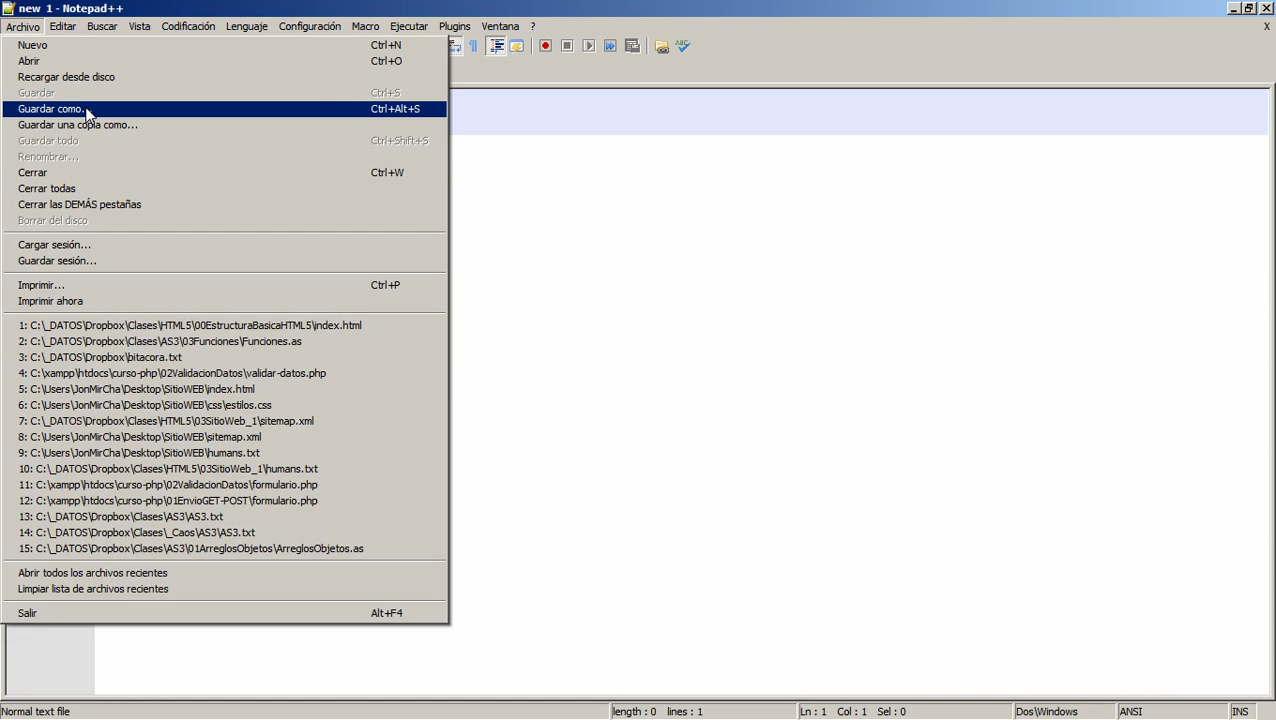 new 1 - Notepad++
Archivo Editar Buscar Vista Codificación Lenguaje Configuración Macro Ejecutar Plugins Ventana ? X
Nuevo Ctrl+N
Abrir Ctrl+O
Recargar desde disco
Guardar Ctrl+S
Guardar como... Ctrl+Alt+S
Guardar una copia como...
Guardar todo Ctrl+Shift+S
Renombrar...
Cerrar Ctrl+W
Cerrar todas
Cerrar las DEMÁS pestañas
Borrar del disco
Cargar sesión...
Guardar sesión...
Imprimir... Ctrl+P
Imprimir ahora
1: C:\_DATOS\Dropbox\Clases\HTML5\00EstructuraBasicaHTML5\index.html
2: C:\_DATOS\Dropbox\Clases\AS3\03Funciones\Funciones.as
3: C:\_DATOS\Dropbox\bitacora.txt
4: C:\xampp\htdocs\curso-php\02ValidacionDatos\validar-datos.php
5: C:\Users\JonMirCha\Desktop\SitioWEB\index.html
6: C:\Users\JonMirCha\Desktop\SitioWEB\css\estilos.css
7: C:\_DATOS\Dropbox\Clases\HTML5\03SitioWeb_1\sitemap.xml
8: C:\Users\JonMirCha\Desktop\SitioWEB\sitemap.xml
9: C:\Users\JonMirCha\Desktop\SitioWEB\humans.txt
10: C:\_DATOS\Dropbox\Clases\HTML5\03SitioWeb_1\humans.txt
11: C:\xampp\htdocs\curso-php\02ValidacionDatos\formulario.php
12: C:\xampp\htdocs\curso-php\01EnvioGET-POST\formulario.php
13: C:\_DATOS\Dropbox\Clases\AS3\AS3.txt
14: C:\_DATOS\Dropbox\Clases\_Caos\AS3\AS3.txt
15: C:\_DATOS\Dropbox\Clases\AS3\01ArreglosObjetos\ArreglosObjetos.as
Abrir todos los archivos recientes
Limpiar lista de archivos recientes
Salir Alt+F4
Normal text file length : 0 lines : 1 Ln : 1 Col : 1 Sel : 0 Dos\Windows ANSI INS